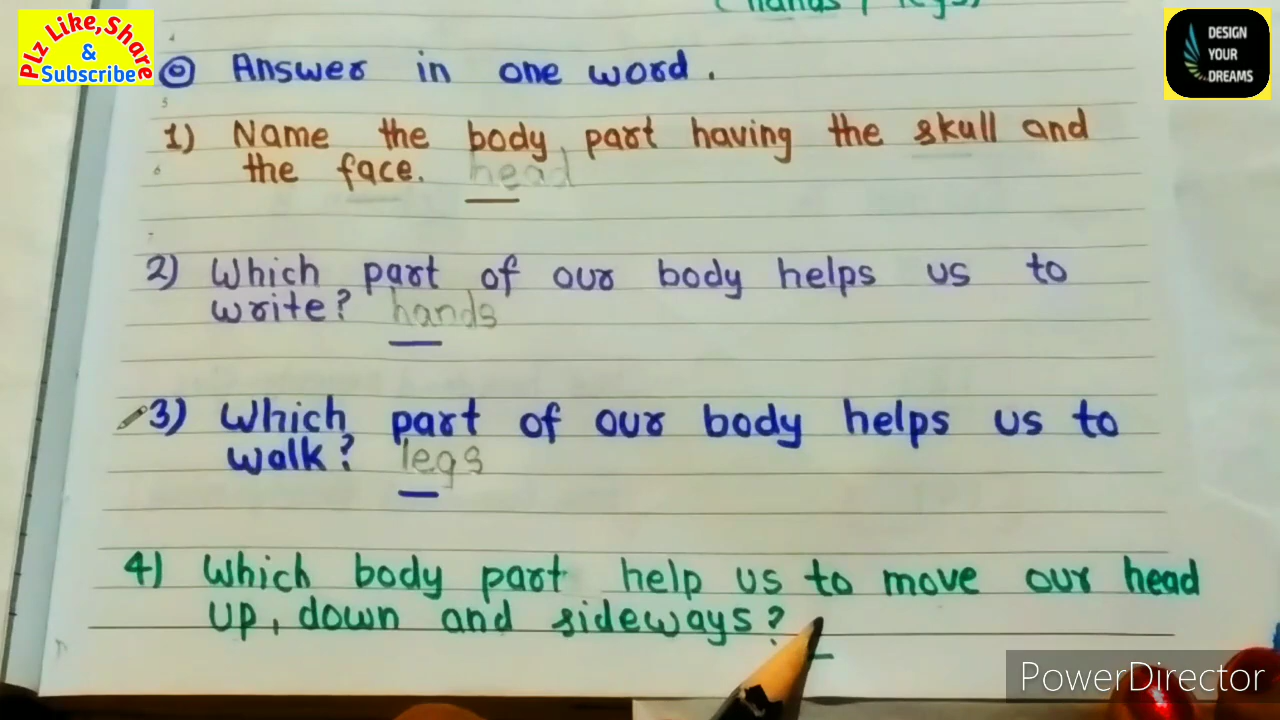 (hands / legs)
Plz Like, Share
&
Subscribe
DESIGN
YOUR
DREAMS
Answer in one word.
1) Name the body part having the skull and
the face. head
2) Which part of our body helps us to
write? hands
3) Which part of our body helps us to
walk? legs
4) Which body part help us to move our head
up, down and sideways?
PowerDirector